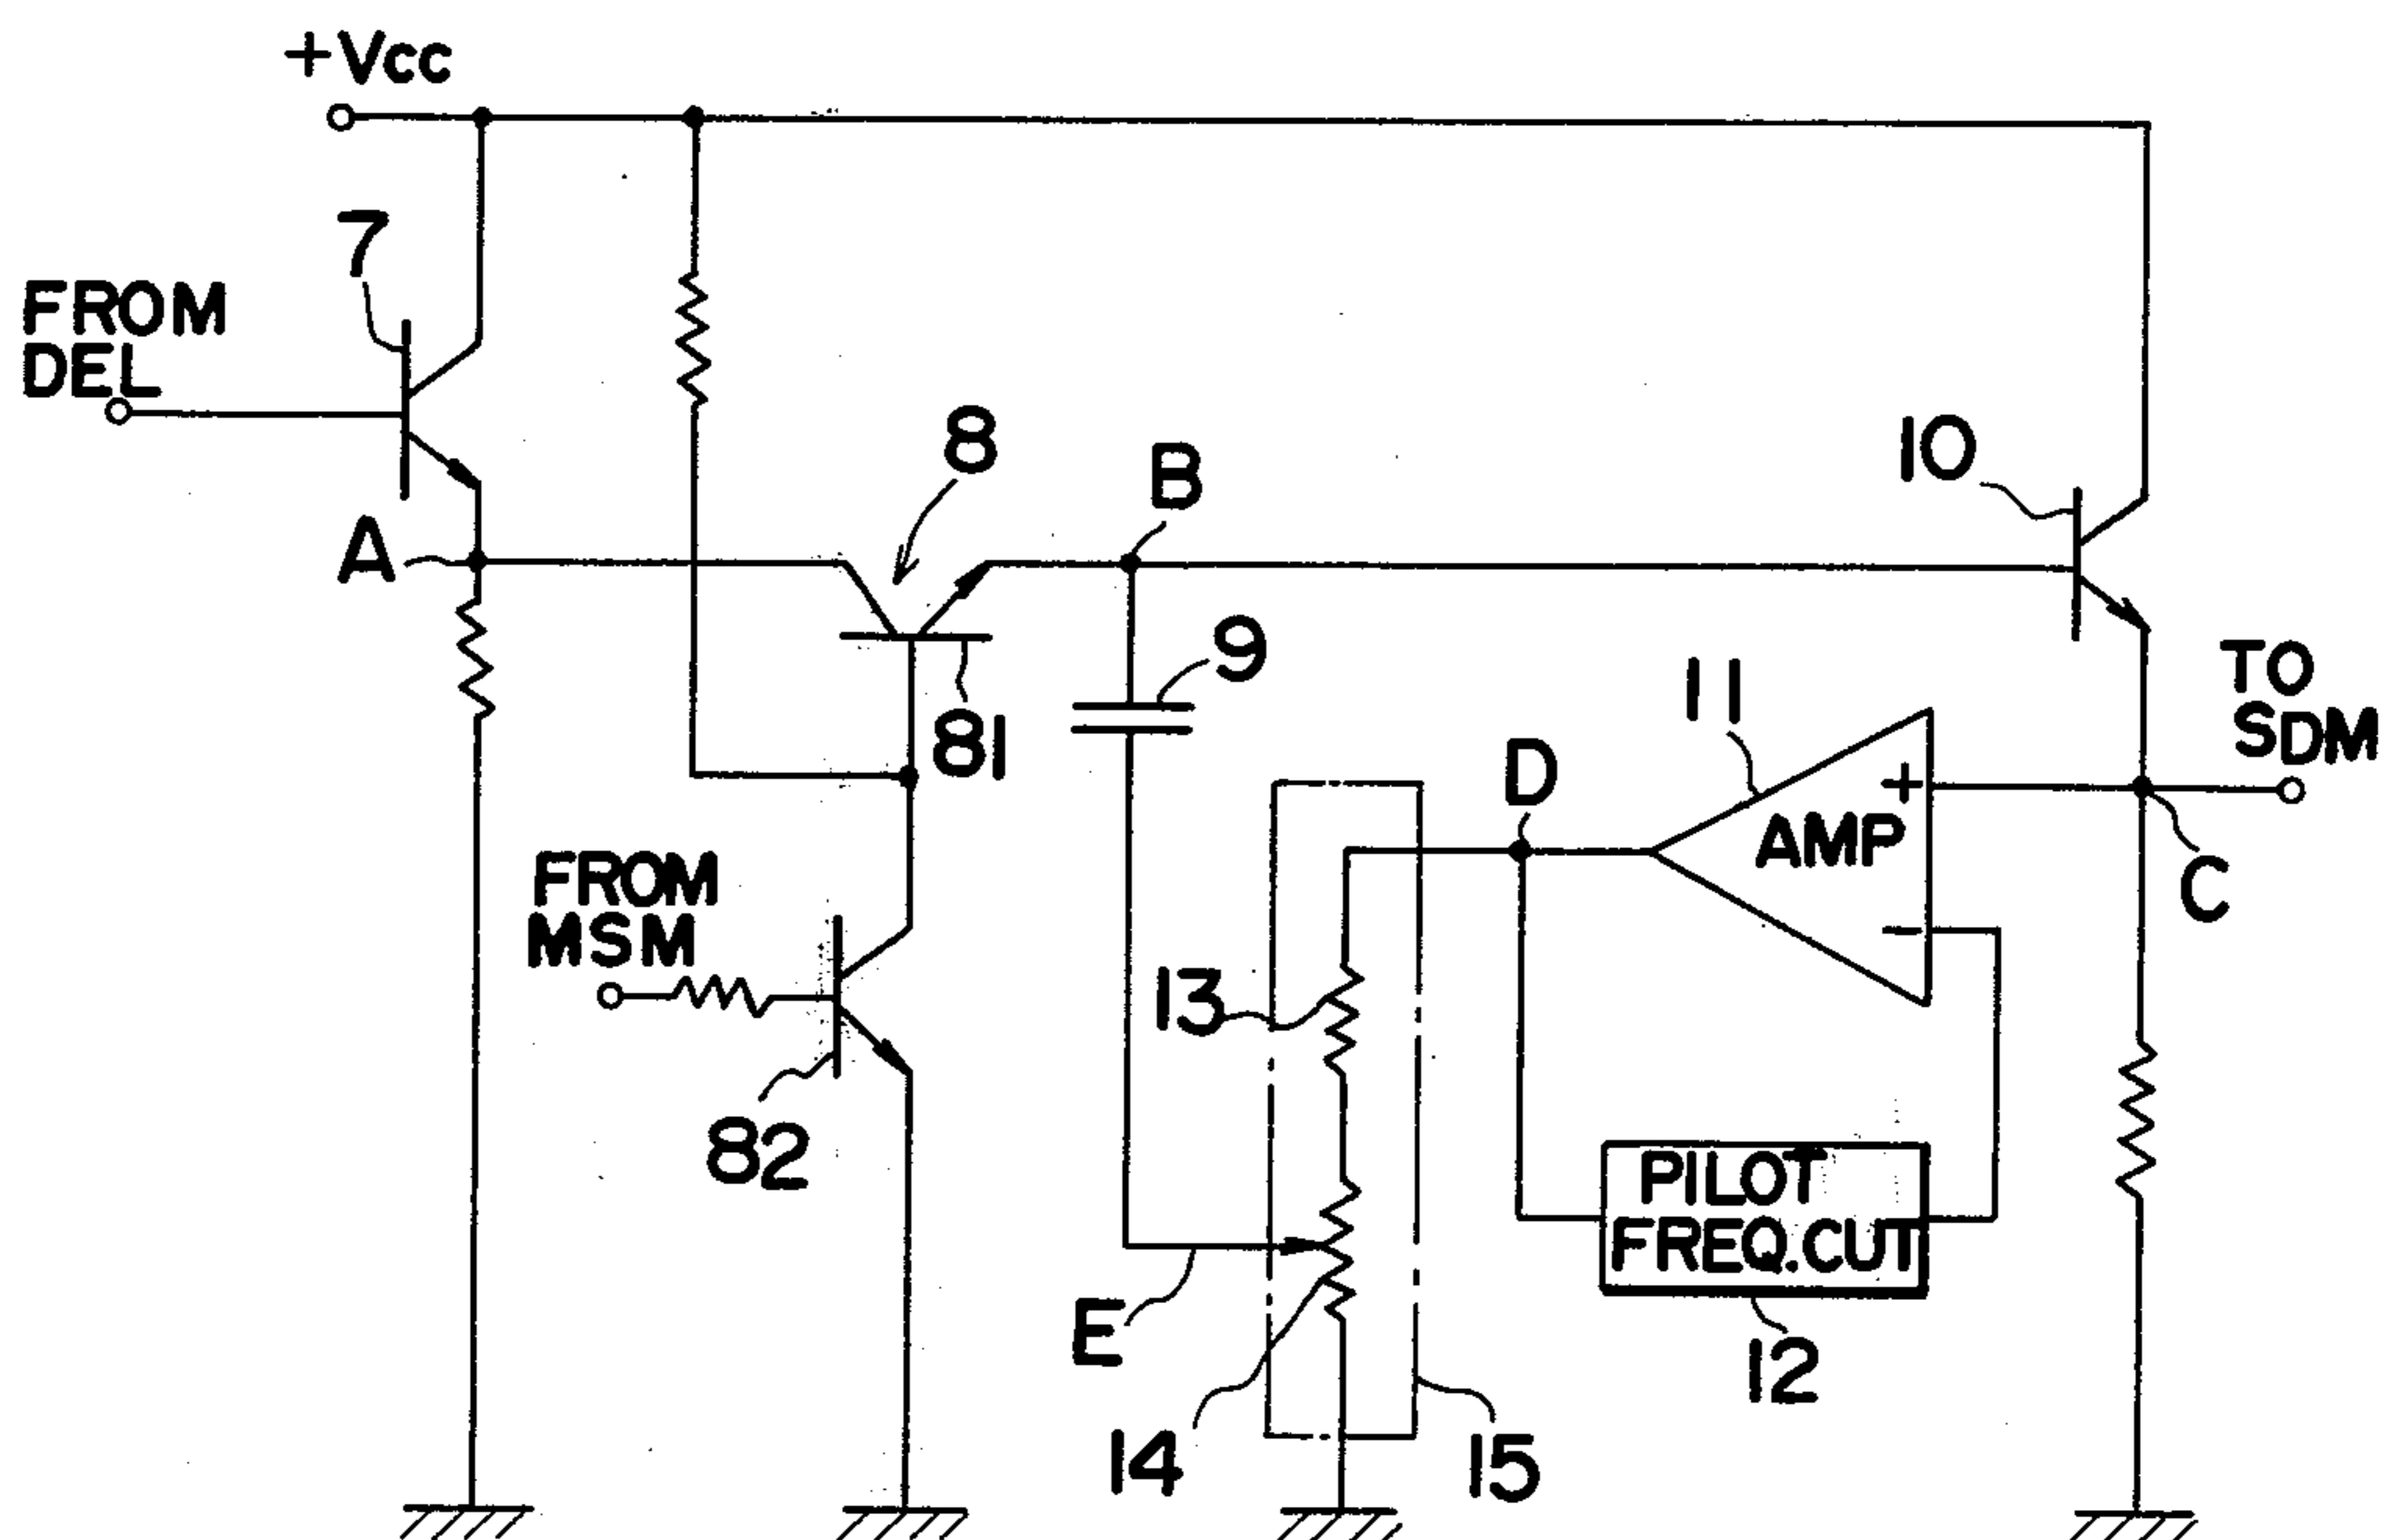 +Vcc
7
FROM
DEL
8
B
10
A
9
TO
SDM
11
81
D
+
AMP
C
FROM
MSM
−
13
82
PILOT
FREQ.CUT
E
12
14
15